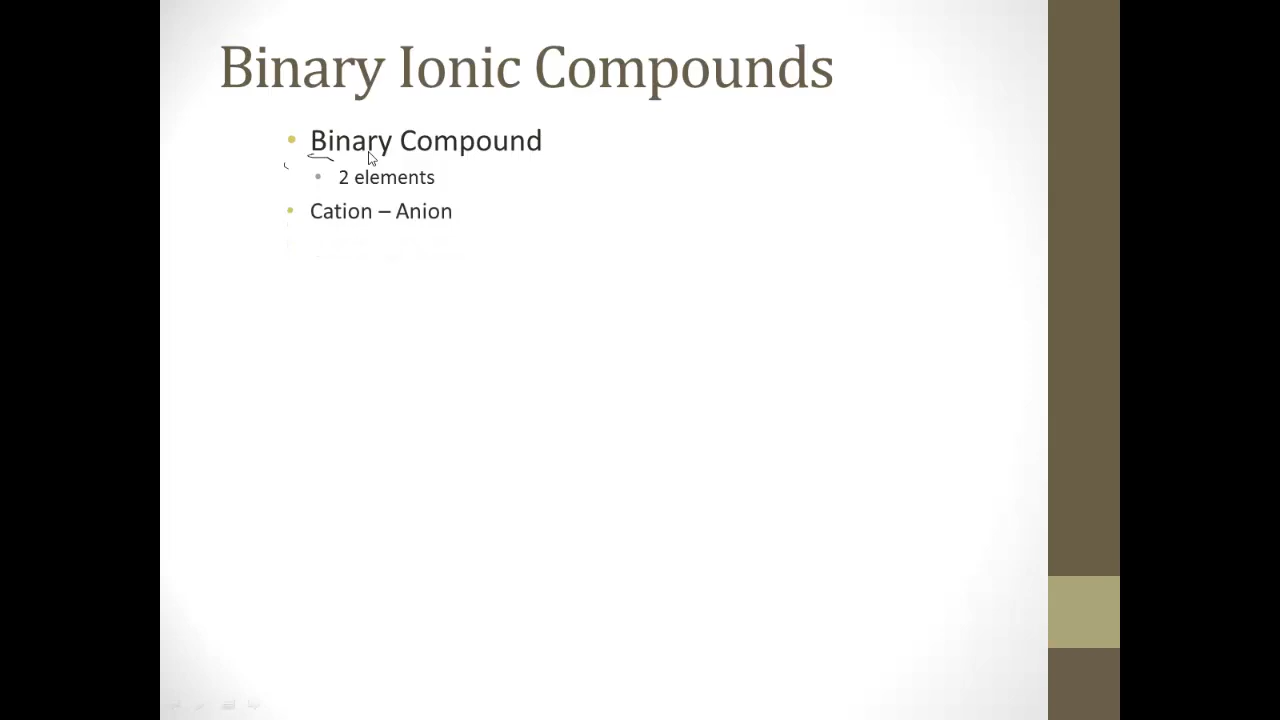 Binary Ionic Compounds
• Binary Compound
• 2 elements
• Cation – Anion